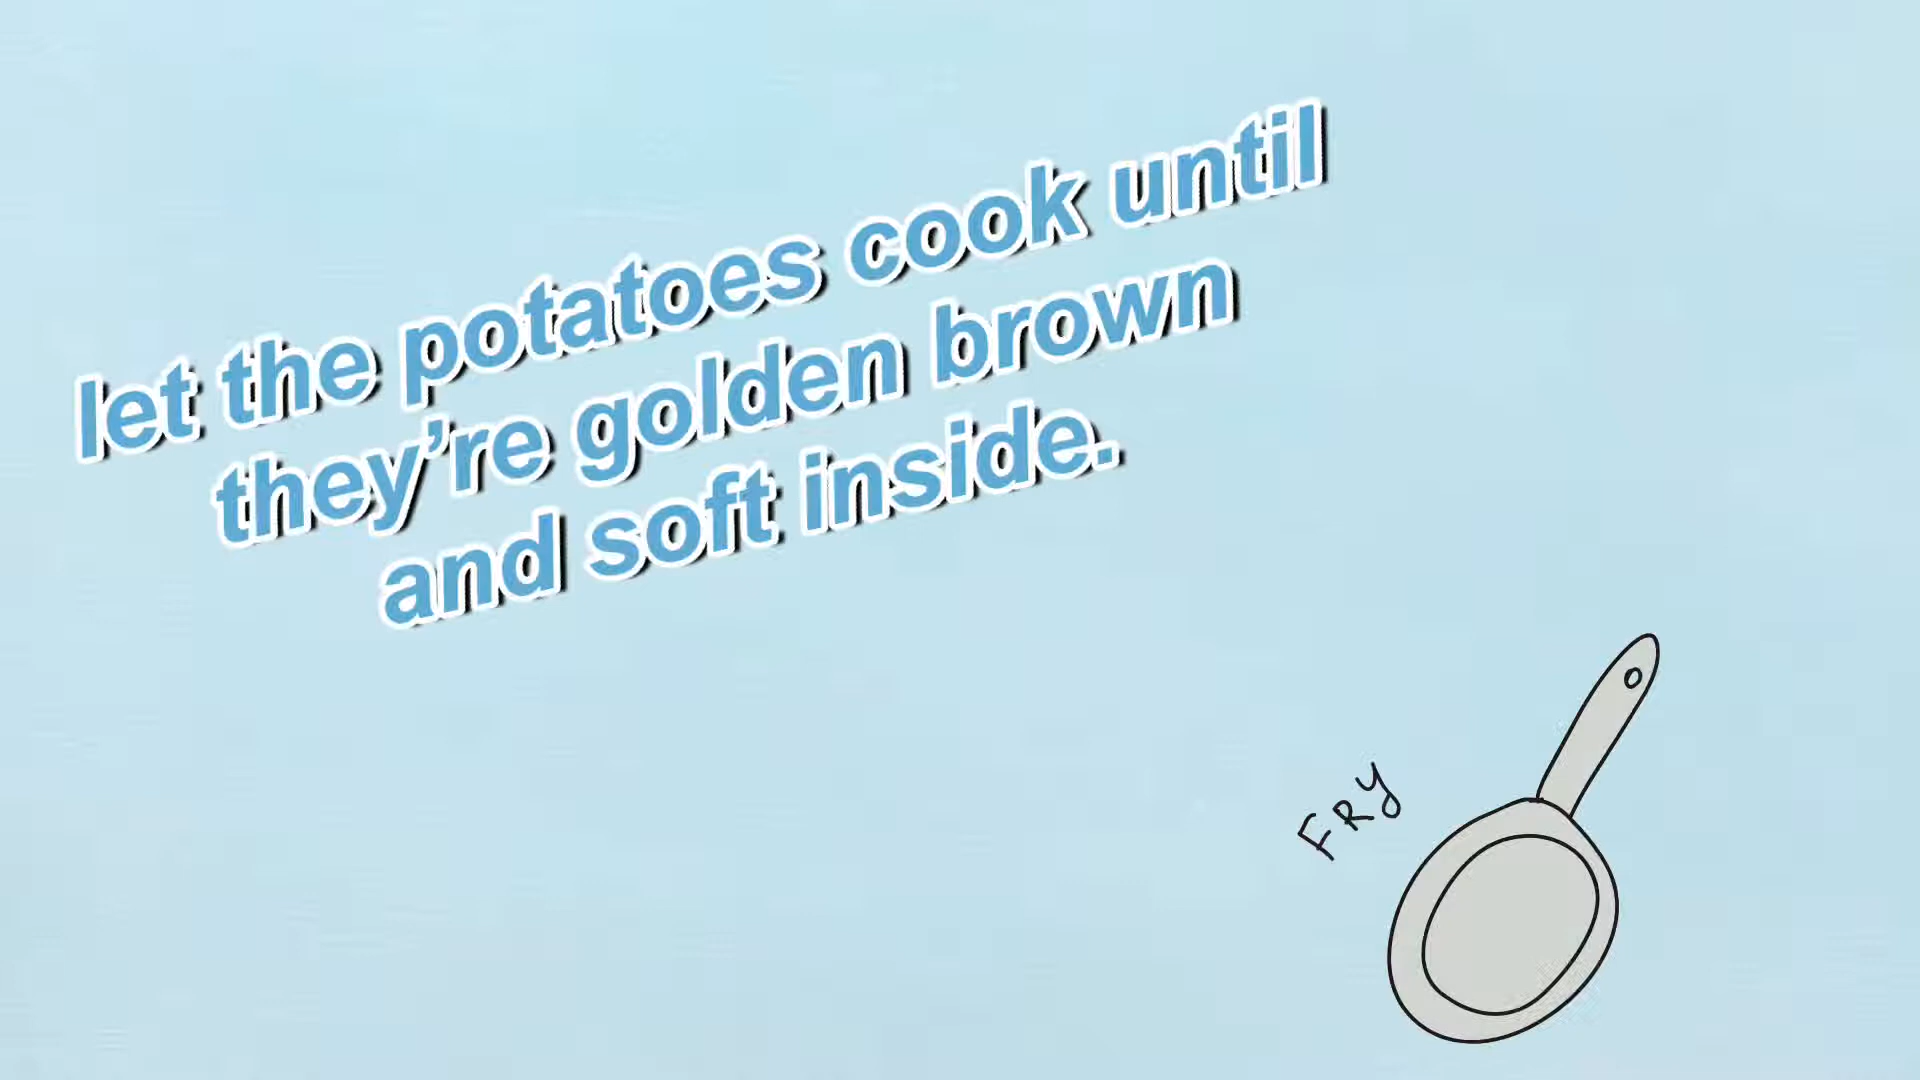 let the potatoes cook until
they’re golden brown
and soft inside.
FRY